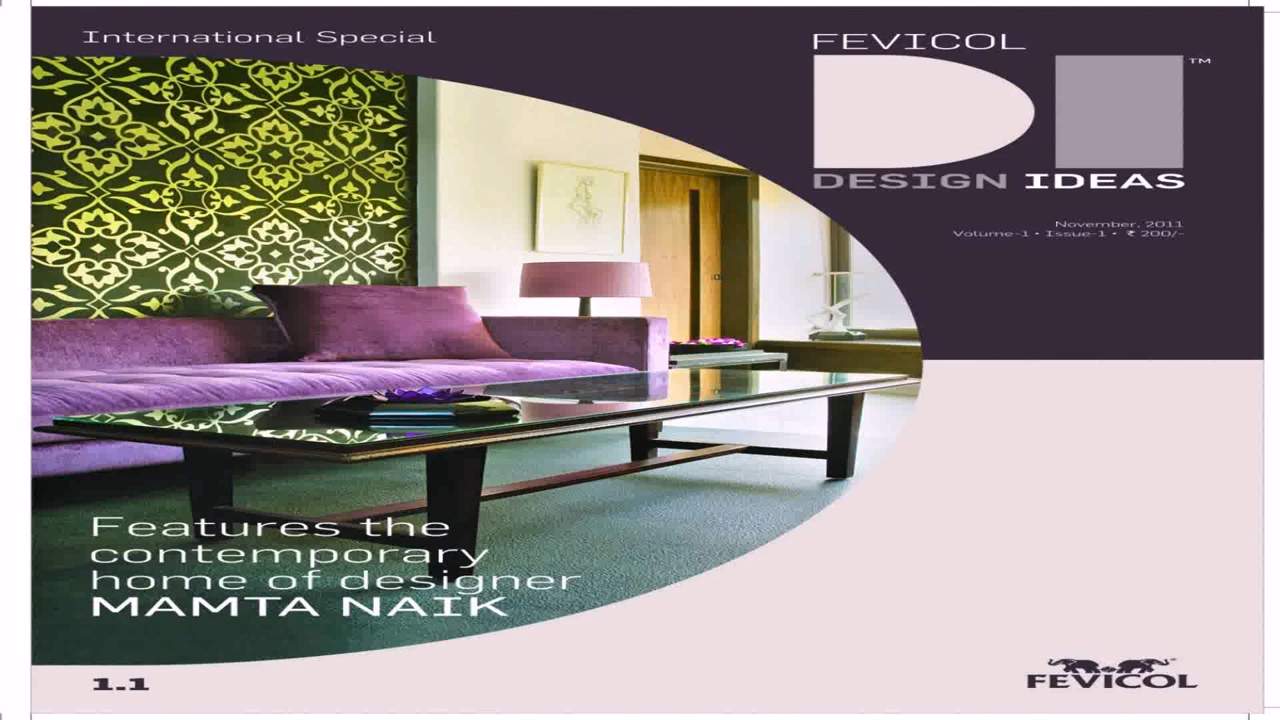 International Special
FEVICOL
TM
DESIGN IDEAS
November, 2011
Volume-1 • Issue-1 • ₹ 200/-
Features the
contemporary
home of designer
MAMTA NAIK
1.1
FEVICOL